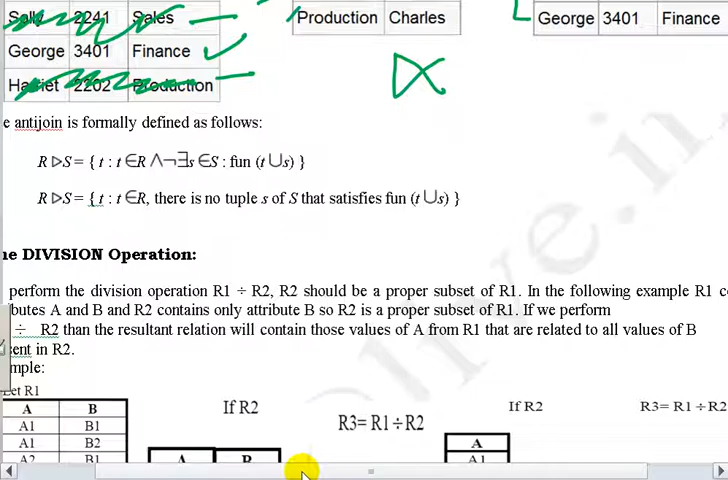 Sally 2241 Sales
Production Charles
George 3401 Finance
George 3401 Finance
Harriet 2202 Production
e antijoin is formally defined as follows:
R ▷S = { t : t ∈R ∧¬∃s ∈S : fun (t ∪s) }
R ▷S = { t : t ∈R, there is no tuple s of S that satisfies fun (t ∪s) }
ne DIVISION Operation:
perform the division operation R1 ÷ R2, R2 should be a proper subset of R1. In the following example R1 c
butes A and B and R2 contains only attribute B so R2 is a proper subset of R1. If we perform
÷ R2 than the resultant relation will contain those values of A from R1 that are related to all values of B
sent in R2.
mple:
Let R1
If R2
R3= R1 ÷ R2
If R2
R3= R1 ÷ R2
A B
A1 B1
A1 B2
A2 B1
A B
A
A1